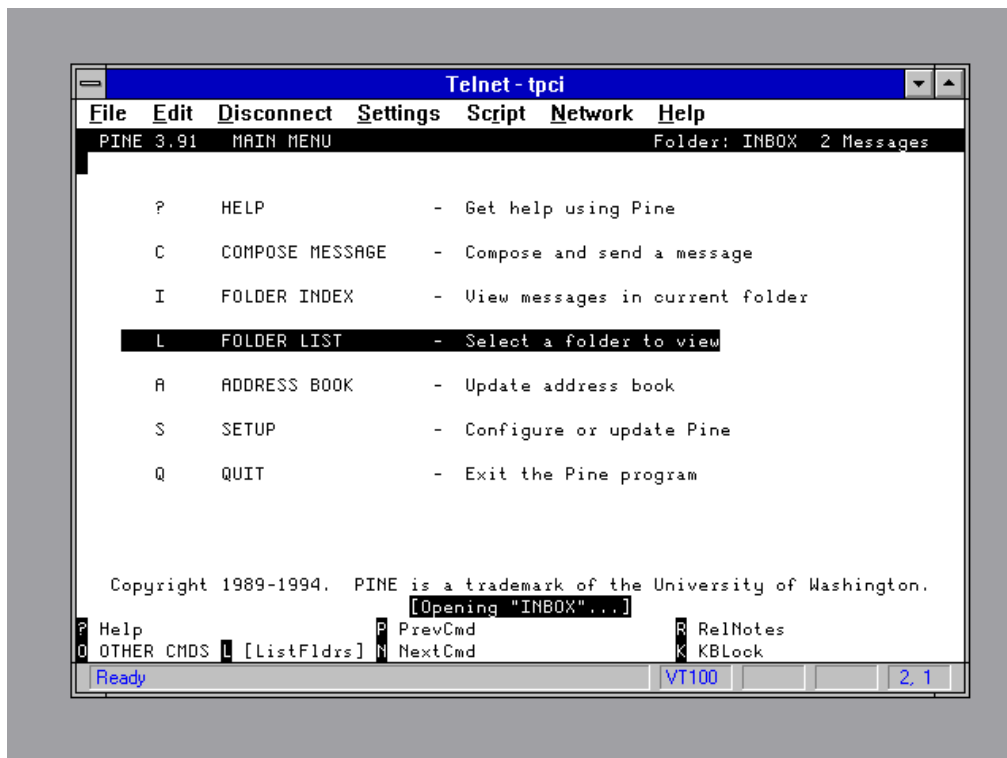 Telnet - tpci
File Edit Disconnect Settings Script Network Help
PINE 3.91 MAIN MENU Folder: INBOX 2 Messages
? HELP - Get help using Pine
C COMPOSE MESSAGE - Compose and send a message
I FOLDER INDEX - View messages in current folder
L FOLDER LIST - Select a folder to view
A ADDRESS BOOK - Update address book
S SETUP - Configure or update Pine
Q QUIT - Exit the Pine program
Copyright 1989-1994. PINE is a trademark of the University of Washington.
[Opening "INBOX"...]
? Help P PrevCmd R RelNotes
O OTHER CMDS L [ListFldrs] N NextCmd K KBLock
Ready VT100 2, 1